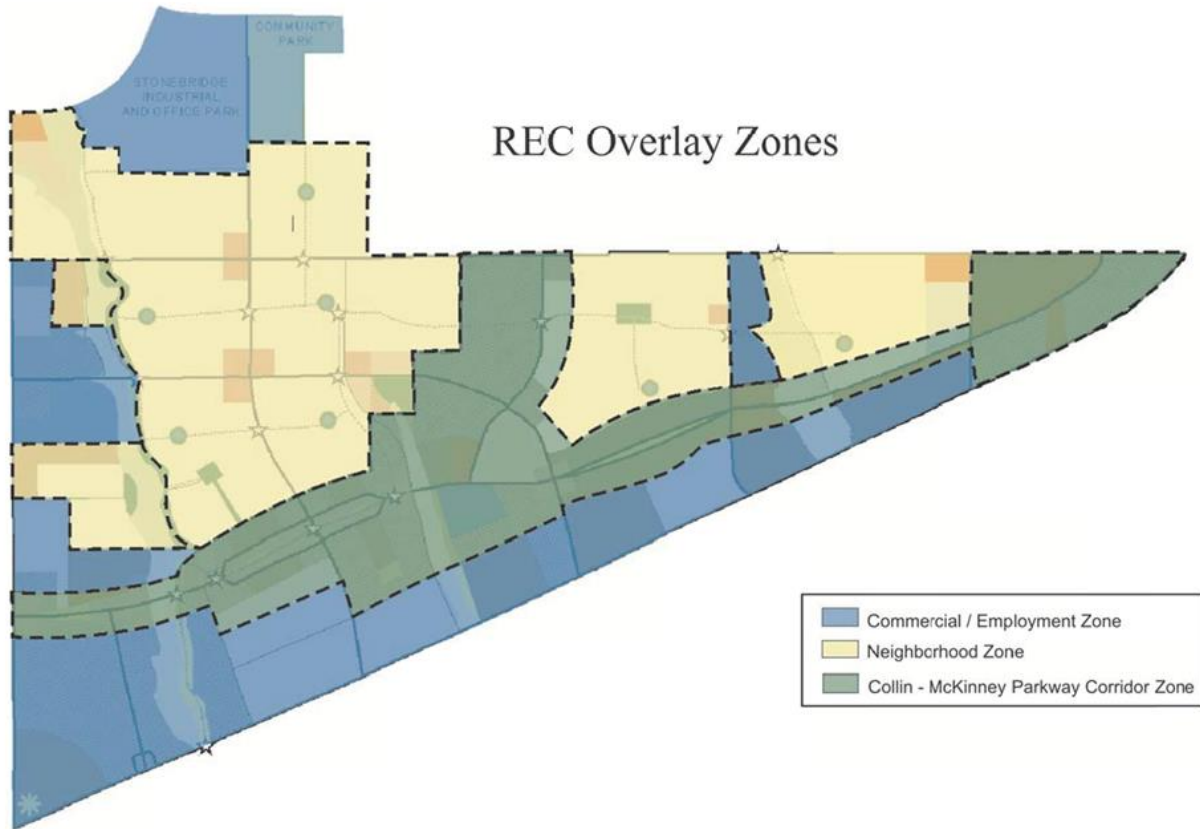 COMMUNITY
PARK
STONEBRIDGE
INDUSTRIAL
AND OFFICE PARK
REC Overlay Zones
Commercial / Employment Zone
Neighbcrhood Zone
Collin - McKinney Parkway Corridor Zone